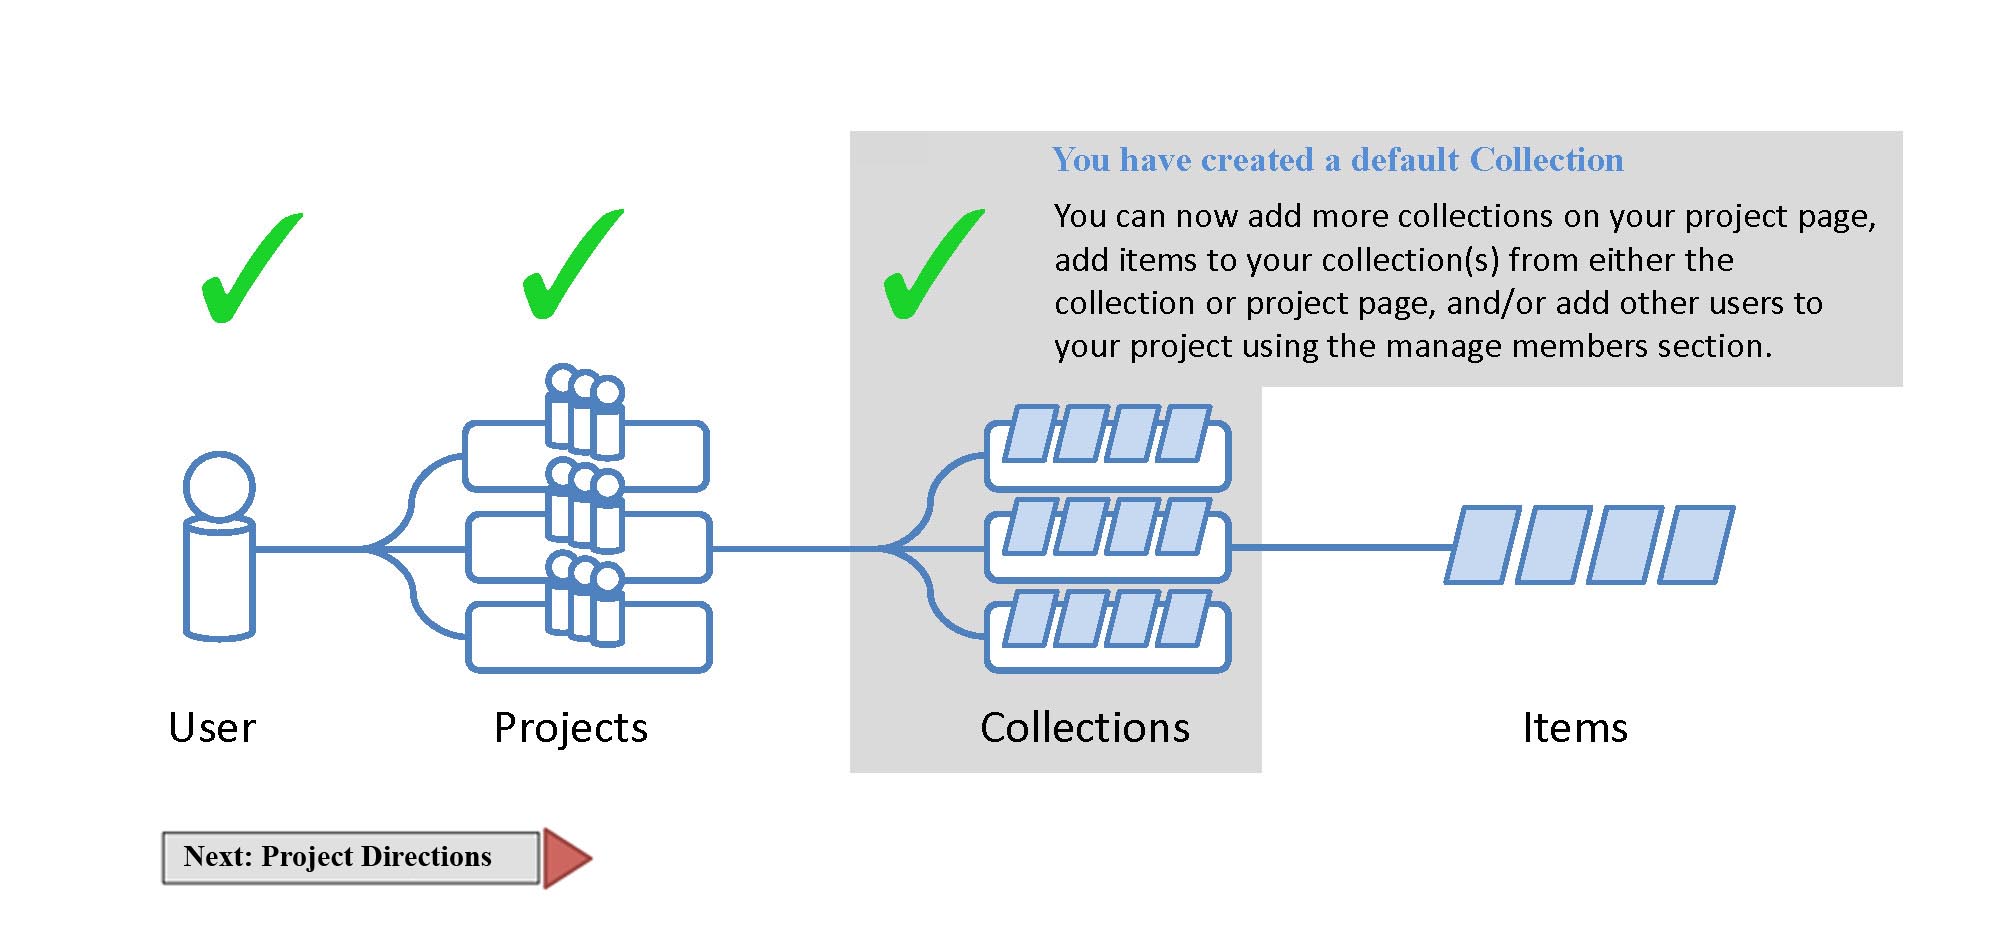 You have created a default Collection
You can now add more collections on your project page,
add items to your collection(s) from either the
collection or project page, and/or add other users to
your project using the manage members section.
User
Projects
Collections
Items
Next: Project Directions